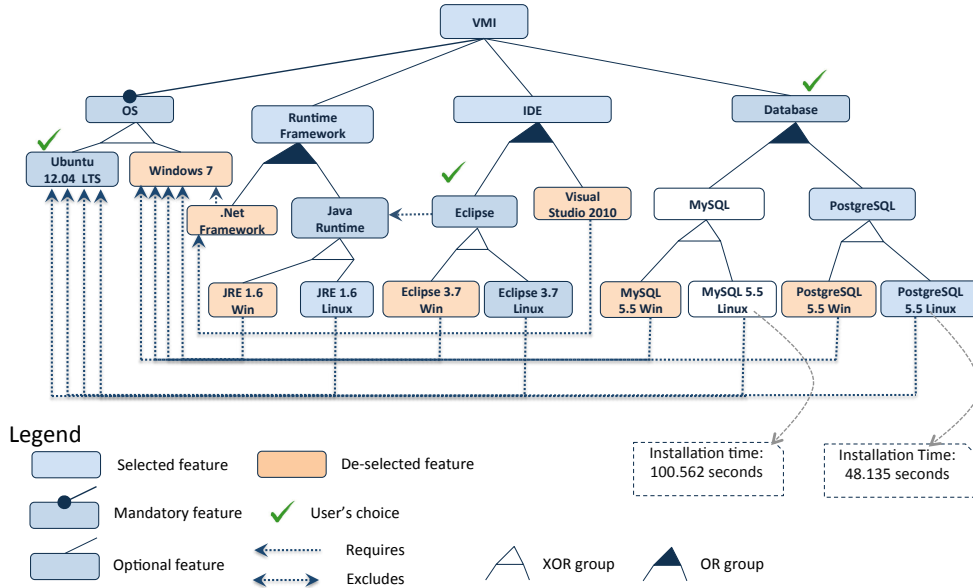 VMI
OS
Runtime
Framework
IDE
Database
Ubuntu
12.04 LTS
Windows 7
.Net
Framework
Java
Runtime
Eclipse
Visual
Studio 2010
MySQL
PostgreSQL
JRE 1.6
Win
JRE 1.6
Linux
Eclipse 3.7
Win
Eclipse 3.7
Linux
MySQL
5.5 Win
MySQL 5.5
Linux
PostgreSQL
5.5 Win
PostgreSQL
5.5 Linux
Legend
Installation time:
100.562 seconds
Installation Time:
48.135 seconds
Selected feature
De-selected feature
Mandatory feature
User's choice
Optional feature
Requires
Excludes
XOR group
OR group